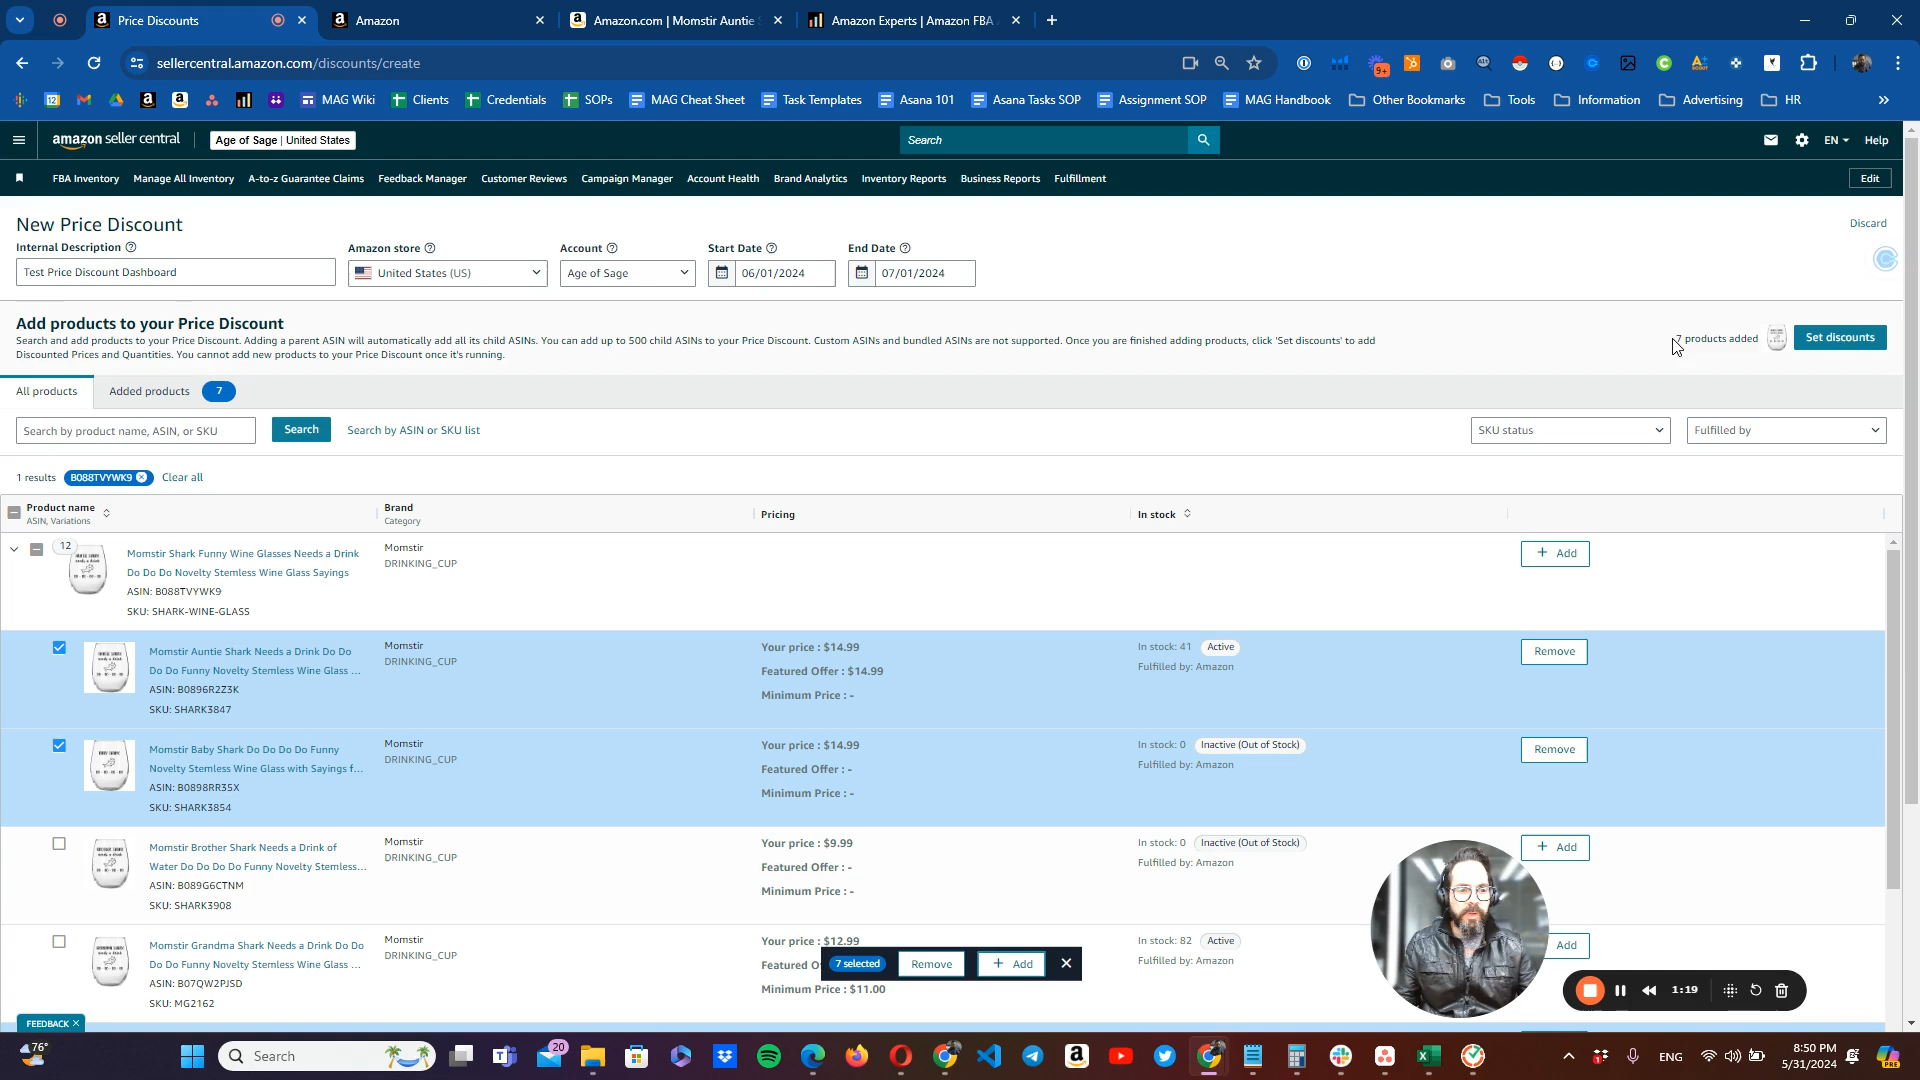 Price Discounts
Amazon
Amazon.com | Momstir Auntie S
Amazon Experts | Amazon FBA
sellercentral.amazon.com/discounts/create
9+
12
MAG Wiki
Clients
Credentials
SOPs
MAG Cheat Sheet
Task Templates
Asana 101
Asana Tasks SOP
Assignment SOP
MAG Handbook
Other Bookmarks
Tools
Information
Advertising
HR
amazon seller central
Age of Sage | United States
Search
EN
Help
FBA Inventory
Manage All Inventory
A-to-z Guarantee Claims
Feedback Manager
Customer Reviews
Campaign Manager
Account Health
Brand Analytics
Inventory Reports
Business Reports
Fulfillment
Edit
New Price Discount
Discard
Internal Description
Amazon store
Account
Start Date
End Date
Test Price Discount Dashboard
United States (US)
Age of Sage
06/01/2024
07/01/2024
Add products to your Price Discount
Search and add products to your Price Discount. Adding a parent ASIN will automatically add all its child ASINs. You can add up to 500 child ASINs to your Price Discount. Custom ASINs and bundled ASINs are not supported. Once you are finished adding products, click 'Set discounts' to add
Discounted Prices and Quantities. You cannot add new products to your Price Discount once it's running.
7 products added
Set discounts
All products
Added products 7
Search by product name, ASIN, or SKU
Search
Search by ASIN or SKU list
SKU status
Fulfilled by
1 results
B088TVYWK9
Clear all
Product name
ASIN, Variations
Brand
Category
Pricing
In stock
12
Momstir Shark Funny Wine Glasses Needs a Drink
Do Do Do Novelty Stemless Wine Glass Sayings
ASIN: B088TVYWK9
SKU: SHARK-WINE-GLASS
Momstir
DRINKING_CUP
+ Add
Momstir Auntie Shark Needs a Drink Do Do
Do Do Funny Novelty Stemless Wine Glass ...
ASIN: B0896R2Z3K
SKU: SHARK3847
Momstir
DRINKING_CUP
Your price : $14.99
Featured Offer : $14.99
Minimum Price : -
In stock: 41 Active
Fulfilled by: Amazon
Remove
Momstir Baby Shark Do Do Do Do Funny
Novelty Stemless Wine Glass with Sayings f...
ASIN: B0898RR35X
SKU: SHARK3854
Momstir
DRINKING_CUP
Your price : $14.99
Featured Offer : -
Minimum Price : -
In stock: 0 Inactive (Out of Stock)
Fulfilled by: Amazon
Remove
Momstir Brother Shark Needs a Drink of
Water Do Do Do Do Funny Novelty Stemless...
ASIN: B089G6CTNM
SKU: SHARK3908
Momstir
DRINKING_CUP
Your price : $9.99
Featured Offer : -
Minimum Price : -
In stock: 0 Inactive (Out of Stock)
Fulfilled by: Amazon
+ Add
Momstir Grandma Shark Needs a Drink Do Do
Do Do Funny Novelty Stemless Wine Glass ...
ASIN: B07QW2PJSD
SKU: MG2162
Momstir
DRINKING_CUP
Your price : $12.99
Featured O
Minimum Price : $11.00
In stock: 82 Active
Fulfilled by: Amazon
Add
7 selected
Remove
+ Add
1:19
FEEDBACK
76°
Search
20
ENG
8:50 PM
5/31/2024
PRE